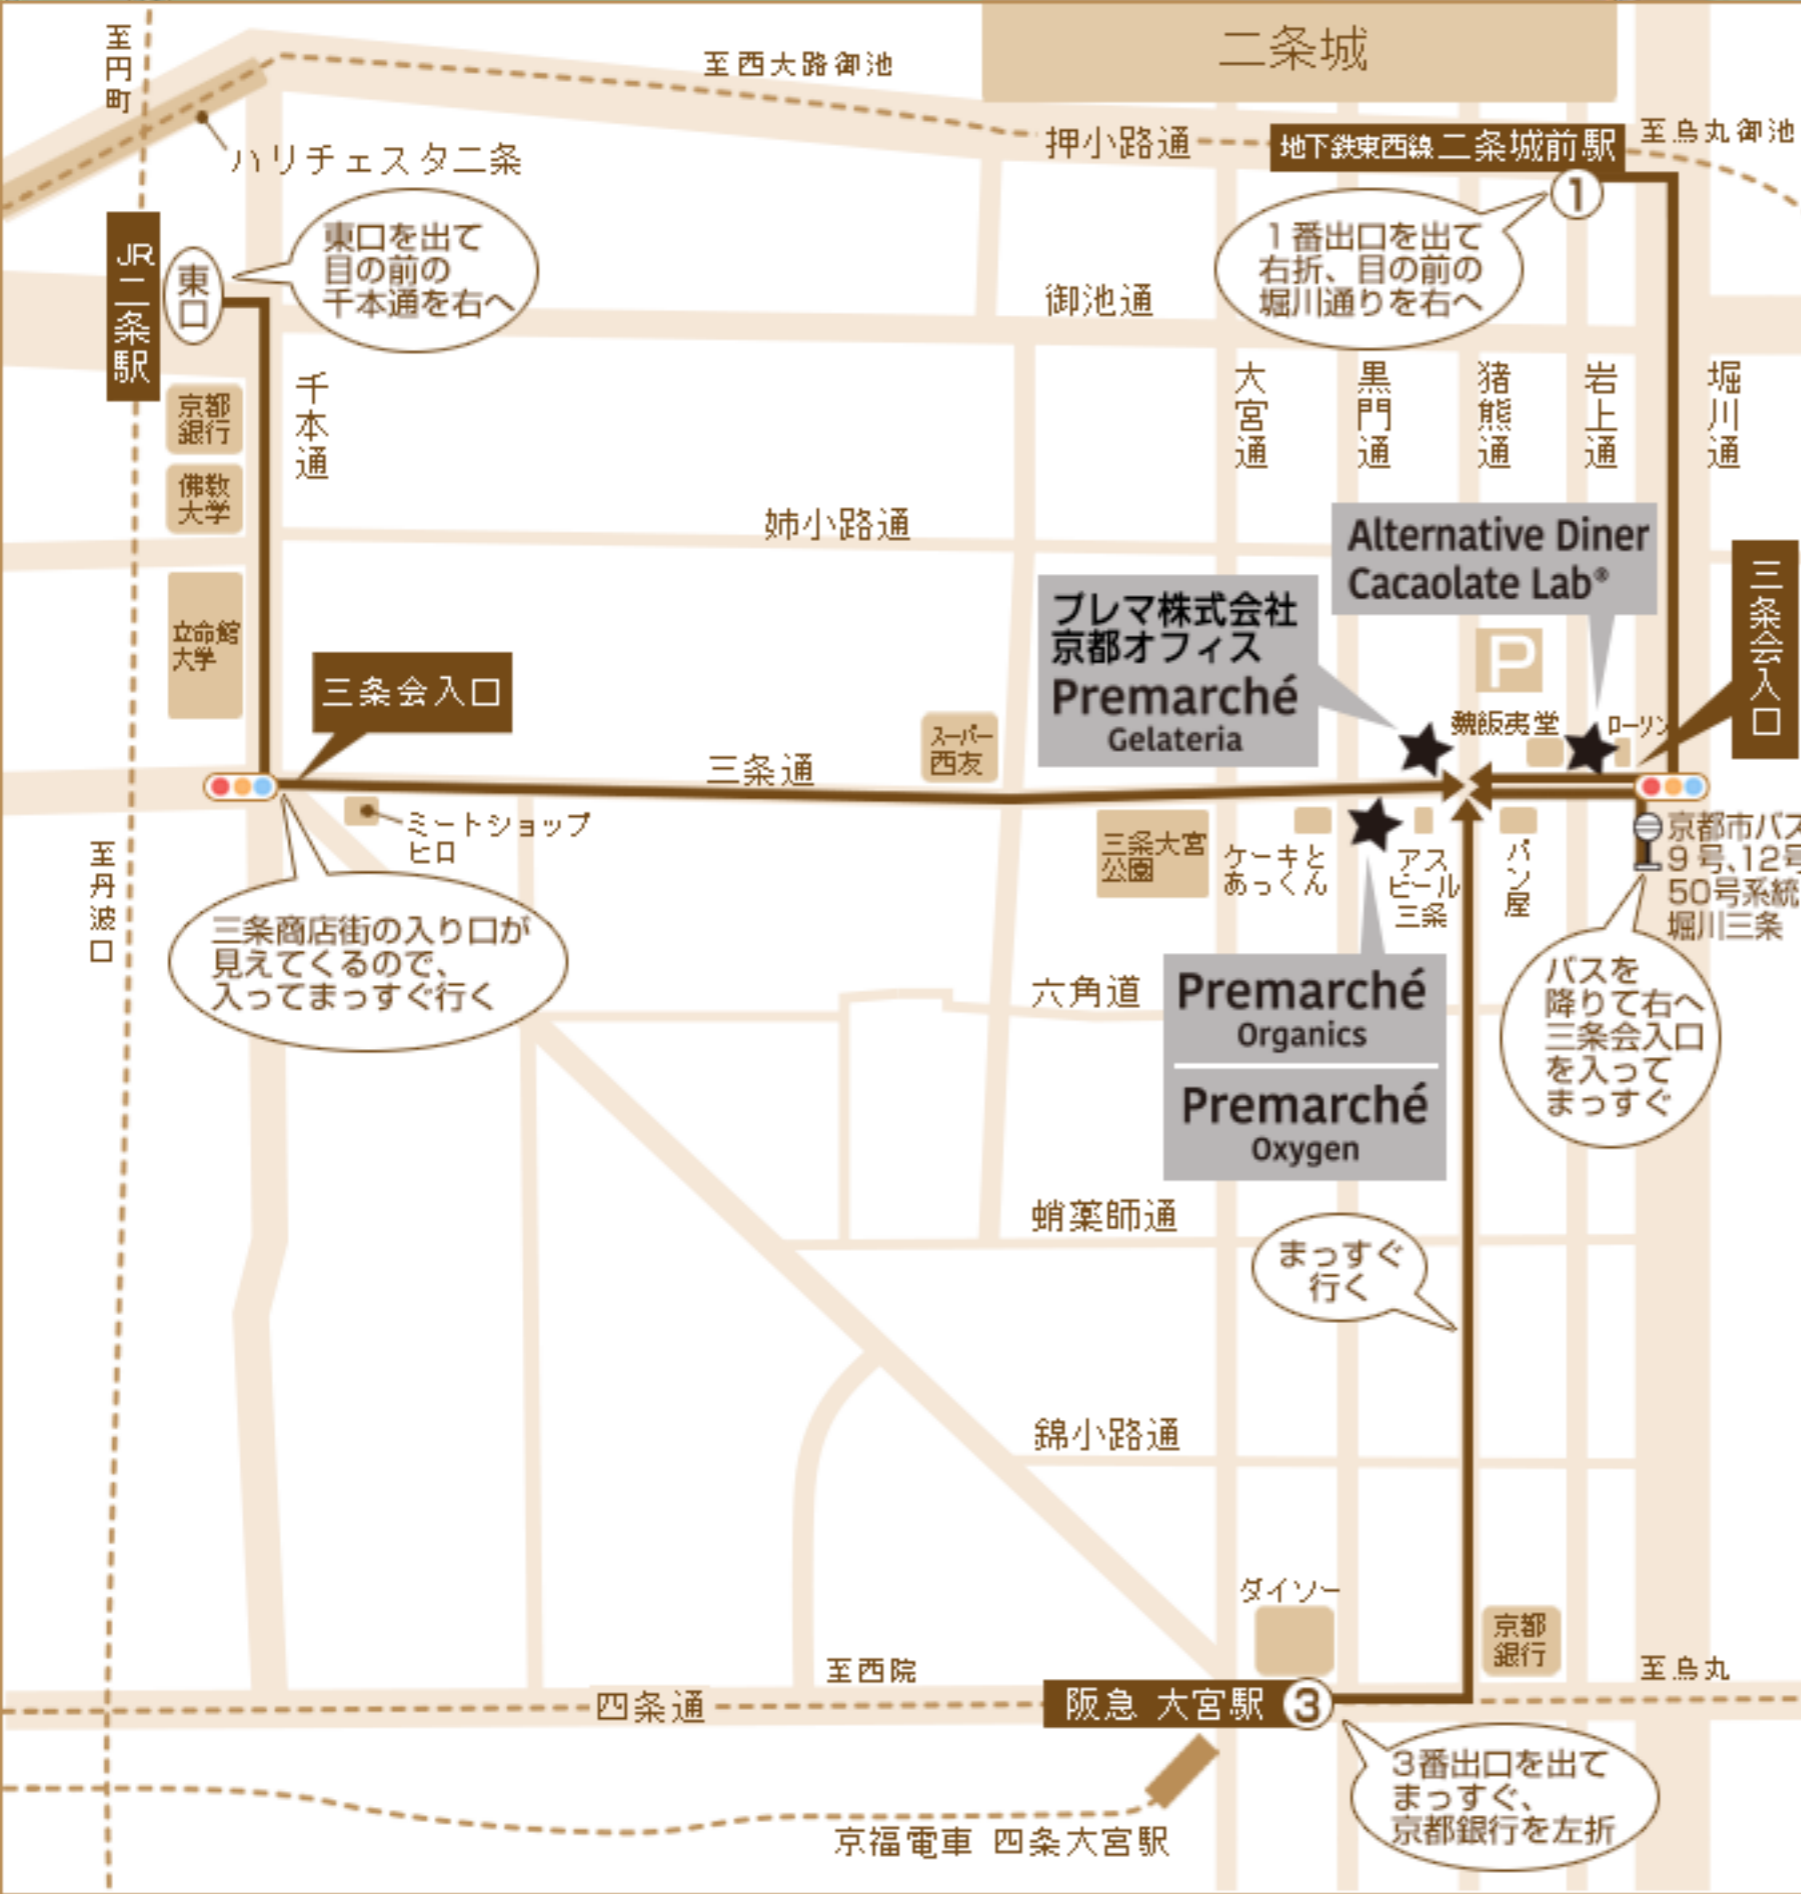 至円町
至西大路御池
二条城
押小路通
地下鉄東西線 二条城前駅
至烏丸御池
ハリチェスタ二条
①
JR二条駅
東口
東口を出て
目の前の
千本通を右へ
1番出口を出て
右折、目の前の
堀川通りを右へ
御池通
千本通
大宮通
黒門通
猪熊通
岩上通
堀川通
京都
銀行
佛教
大学
立命館
大学
姉小路通
Alternative Diner
Cacaolate Lab®
プレマ株式会社
京都オフィス
Premarché
Gelateria
P
三条会入口
三条会入口
スーパー
西友
三条通
魏飯夷堂
ローリン
ミートショップ
ヒロ
三条大宮
公園
ケーキと
あっくん
アス
ビール
三条
パン屋
京都市バス
9号、12号
50号系統
堀川三条
至丹波口
三条商店街の入り口が
見えてくるので、
入ってまっすぐ行く
六角道
Premarché
Organics
Premarché
Oxygen
バスを
降りて右へ
三条会入口
を入って
まっすぐ
蛸薬師通
まっすぐ
行く
錦小路通
ダイソー
京都
銀行
至西院
至烏丸
四条通
阪急 大宮駅
③
3番出口を出て
まっすぐ、
京都銀行を左折
京福電車 四条大宮駅